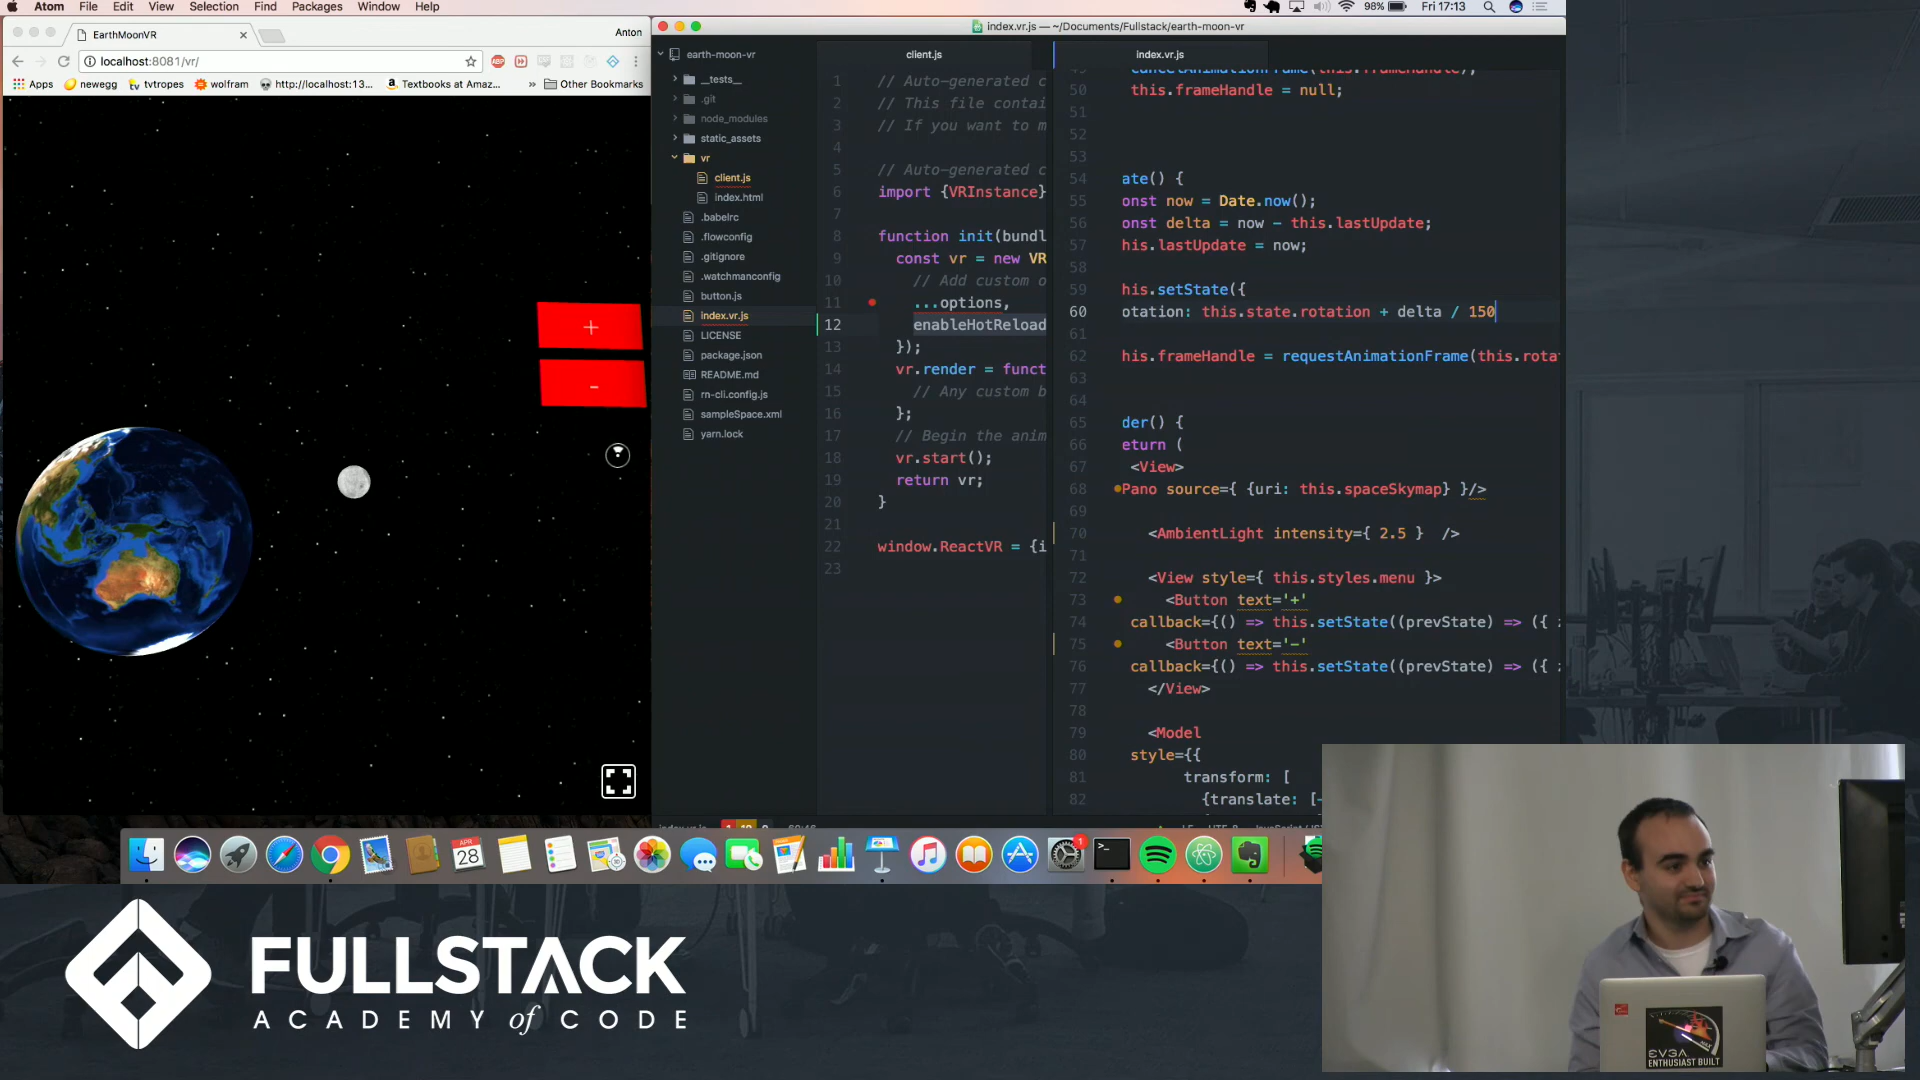 Atom File Edit View Selection Find Packages Window Help
98% Fri 17:13
EarthMoonVR
Anton
localhost:8081/vr/
Apps newegg tvtropes wolfram http://localhost:13... Textbooks at Amaz... » Other Bookmarks
+
-
index.vr.js — ~/Documents/Fullstack/earth-moon-vr
earth-moon-vr
__tests__
.git
node_modules
static_assets
vr
client.js
index.html
.babelrc
.flowconfig
.gitignore
.watchmanconfig
button.js
index.vr.js
LICENSE
package.json
README.md
rn-cli.config.js
sampleSpace.xml
yarn.lock
client.js
1 // Auto-generated c
2 // This file contai
3 // If you want to m
4
5 // Auto-generated c
6 import {VRInstance}
7
8 function init(bundl
9 const vr = new VR
10 // Add custom o
11 ...options,
12 enableHotReload
13 });
14 vr.render = funct
15 // Any custom b
16 };
17 // Begin the anim
18 vr.start();
19 return vr;
20 }
21
22 window.ReactVR = {i
23
index.vr.js
cancelAnimationFrame(this.frameHandle);
50 this.frameHandle = null;
51
52
53
54 ate() {
55 onst now = Date.now();
56 onst delta = now - this.lastUpdate;
57 his.lastUpdate = now;
58
59 his.setState({
60 otation: this.state.rotation + delta / 150
61
62 his.frameHandle = requestAnimationFrame(this.rota
63
64
65 der() {
66 eturn (
67 <View>
68 Pano source={ {uri: this.spaceSkymap} }/>
69
70 <AmbientLight intensity={ 2.5 } />
71
72 <View style={ this.styles.menu }>
73 <Button text='+'
74 callback={() => this.setState((prevState) => ({ z
75 <Button text='-'
76 callback={() => this.setState((prevState) => ({ z
77 </View>
78
79 <Model
80 style={{
81 transform: [
82 {translate: [-
APR
28
1
FULLSTACK
ACADEMY of CODE
EVGA
ENTHUSIAST BUILT